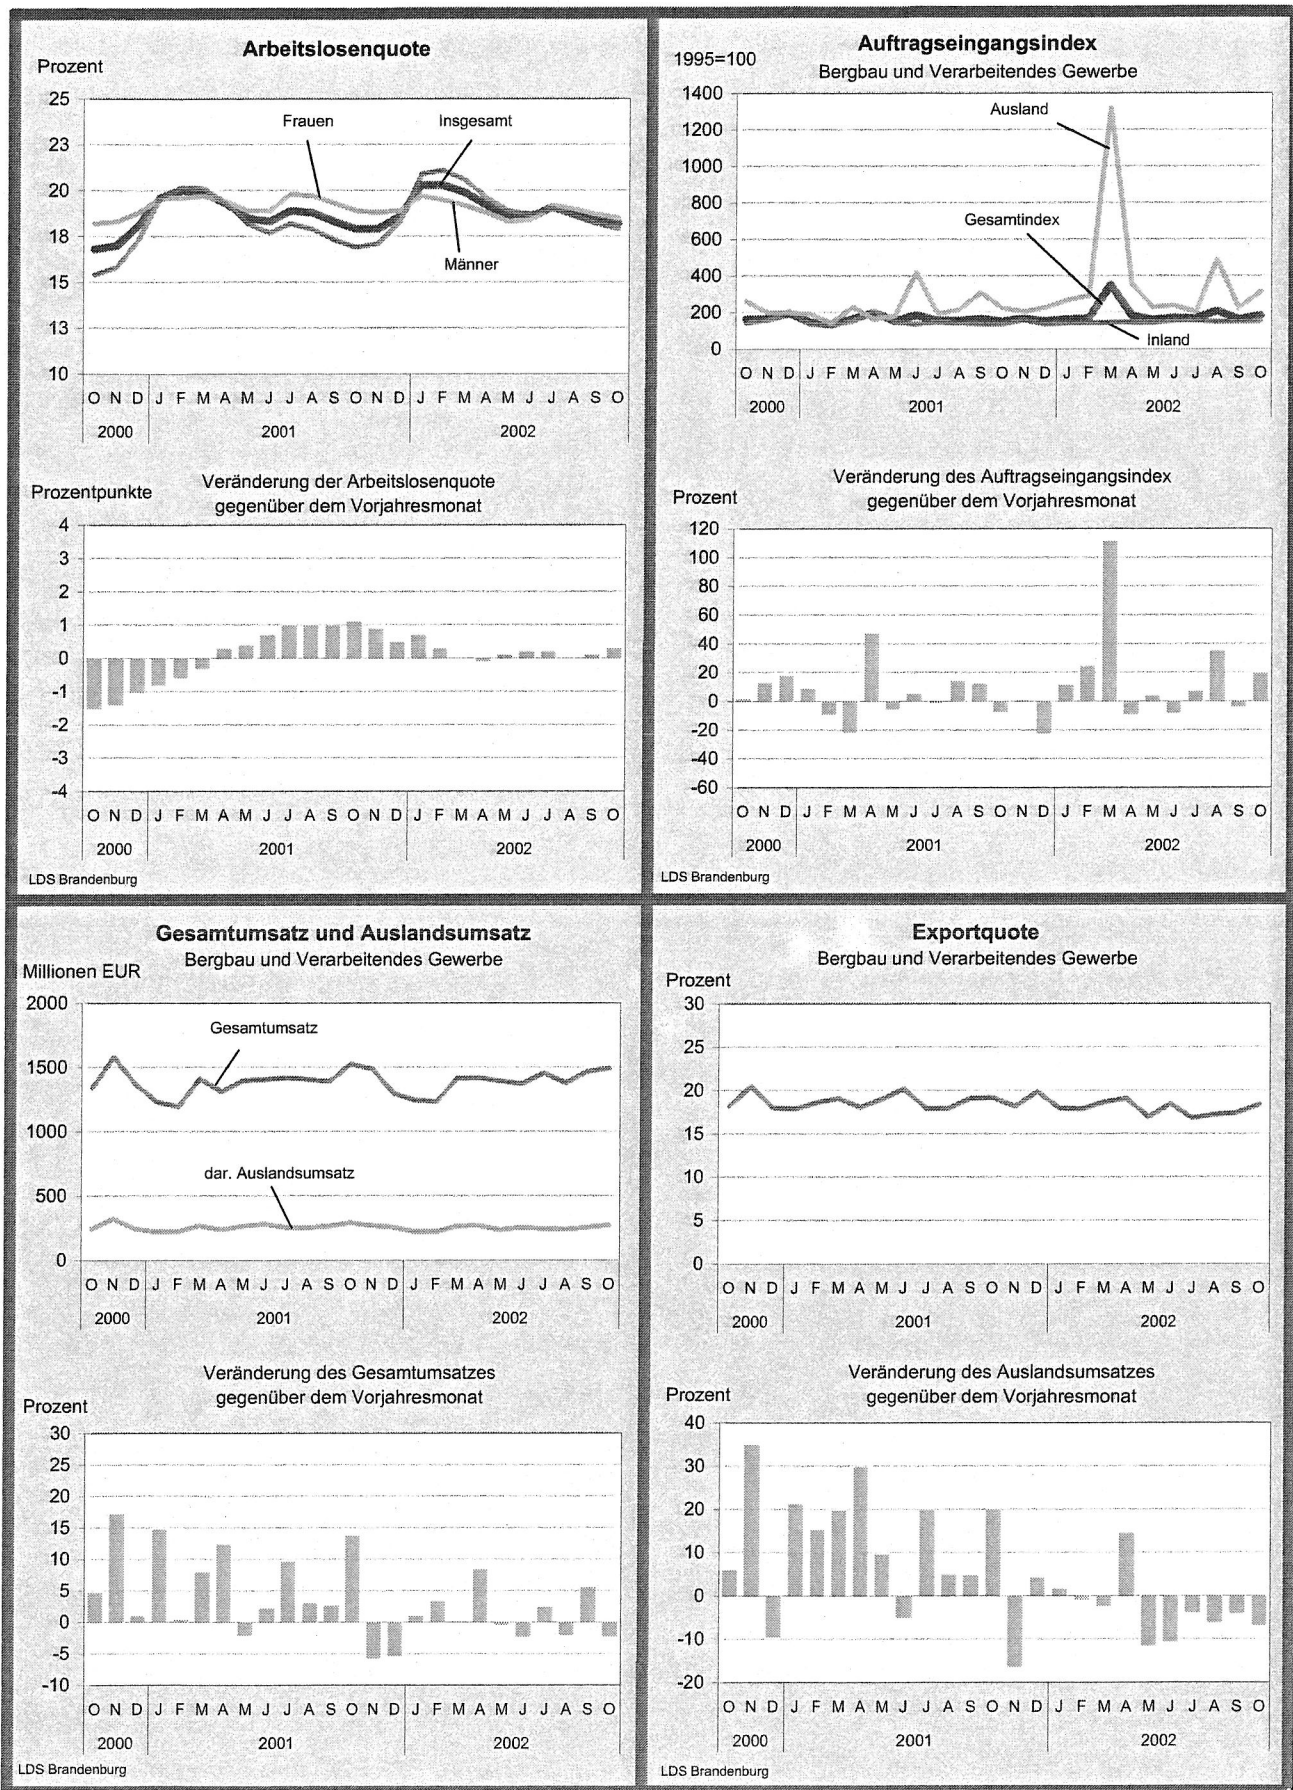 Arbeitslosenquote
Prozent
25
23
20
18
15
13
10
Frauen
Insgesamt
Männer
O N D J F M A M J J A S O N D J F M A M J J A S O
2000 2001 2002
Veränderung der Arbeitslosenquote
gegenüber dem Vorjahresmonat
Prozentpunkte
4
3
2
1
0
-1
-2
-3
-4
O N D J F M A M J J A S O N D J F M A M J J A S O
2000 2001 2002
LDS Brandenburg
Auftragseingangsindex
1995=100
Bergbau und Verarbeitendes Gewerbe
1400
1200
1000
800
600
400
200
0
Ausland
Gesamtindex
Inland
O N D J F M A M J J A S O N D J F M A M J J A S O
2000 2001 2002
Veränderung des Auftragseingangsindex
gegenüber dem Vorjahresmonat
Prozent
120
100
80
60
40
20
0
-20
-40
-60
O N D J F M A M J J A S O N D J F M A M J J A S O
2000 2001 2002
LDS Brandenburg
Gesamtumsatz und Auslandsumsatz
Bergbau und Verarbeitendes Gewerbe
Millionen EUR
2000
1500
1000
500
0
Gesamtumsatz
dar. Auslandsumsatz
O N D J F M A M J J A S O N D J F M A M J J A S O
2000 2001 2002
Veränderung des Gesamtumsatzes
gegenüber dem Vorjahresmonat
Prozent
30
25
20
15
10
5
0
-5
-10
O N D J F M A M J J A S O N D J F M A M J J A S O
2000 2001 2002
LDS Brandenburg
Exportquote
Bergbau und Verarbeitendes Gewerbe
Prozent
30
25
20
15
10
5
0
O N D J F M A M J J A S O N D J F M A M J J A S O
2000 2001 2002
Veränderung des Auslandsumsatzes
gegenüber dem Vorjahresmonat
Prozent
40
30
20
10
0
-10
-20
O N D J F M A M J J A S O N D J F M A M J J A S O
2000 2001 2002
LDS Brandenburg